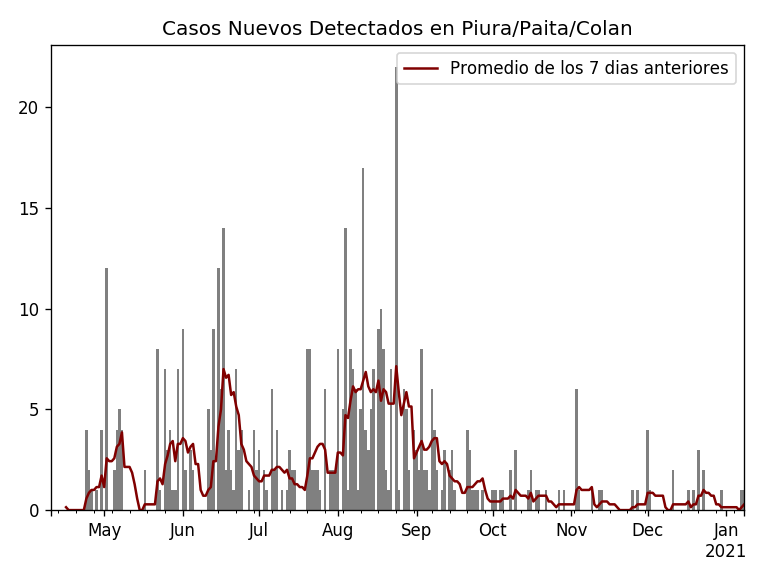 Casos Nuevos Detectados en Piura/Paita/Colan
Promedio de los 7 dias anteriores
20
15
10
5
0
May Jun Jul Aug Sep Oct Nov Dec Jan
2021